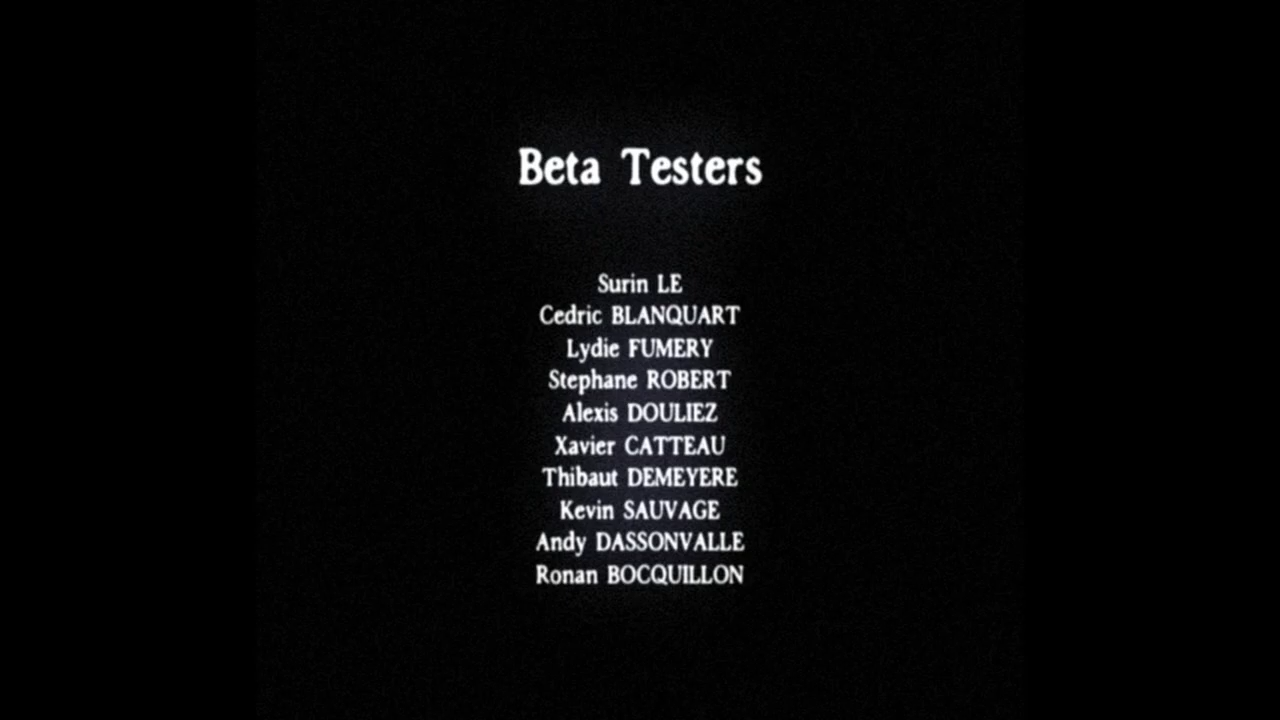 Beta Testers
Surin LE
Cedric BLANQUART
Lydie FUMERY
Stephane ROBERT
Alexis DOULIEZ
Xavier CATTEAU
Thibaut DEMEYERE
Kevin SAUVAGE
Andy DASSONVALLE
Ronan BOCQUILLON